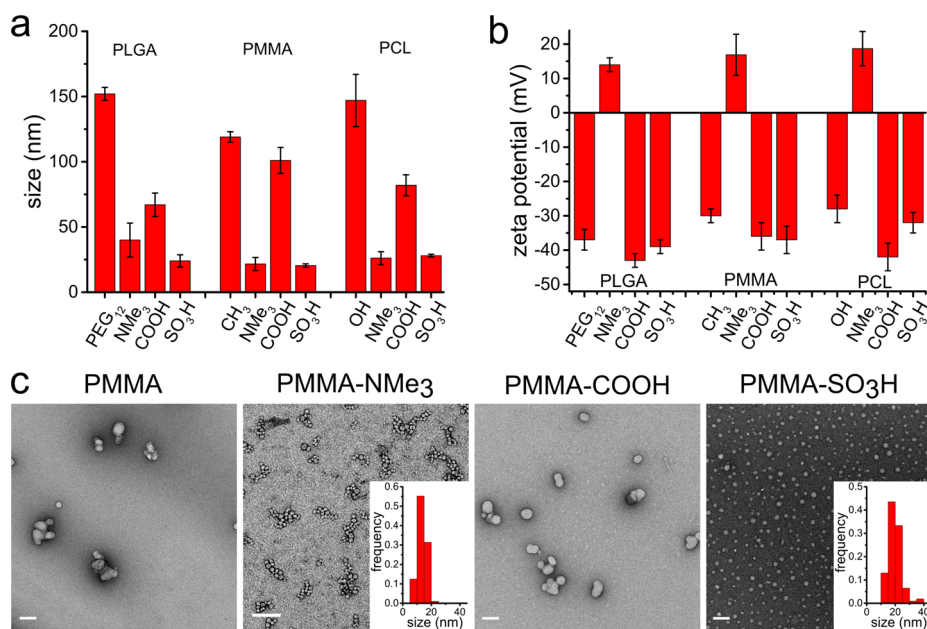 a
PLGA PMMA PCL
size (nm)
200
150
100
50
0
PEG₁₂ NMe₃ COOH SO₃H CH₃ NMe₃ COOH SO₃H OH NMe₃ COOH SO₃H
b
zeta potential (mV)
20
10
0
-10
-20
-30
-40
-50
PLGA PMMA PCL
PEG₁₂ NMe₃ COOH SO₃H CH₃ NMe₃ COOH SO₃H OH NMe₃ COOH SO₃H
c
PMMA PMMA-NMe₃ PMMA-COOH PMMA-SO₃H
frequency
0.6
0.5
0.4
0.3
0.2
0.1
0.0
0 20 40
size (nm)
frequency
0.5
0.4
0.3
0.2
0.1
0.0
0 20 40
size (nm)